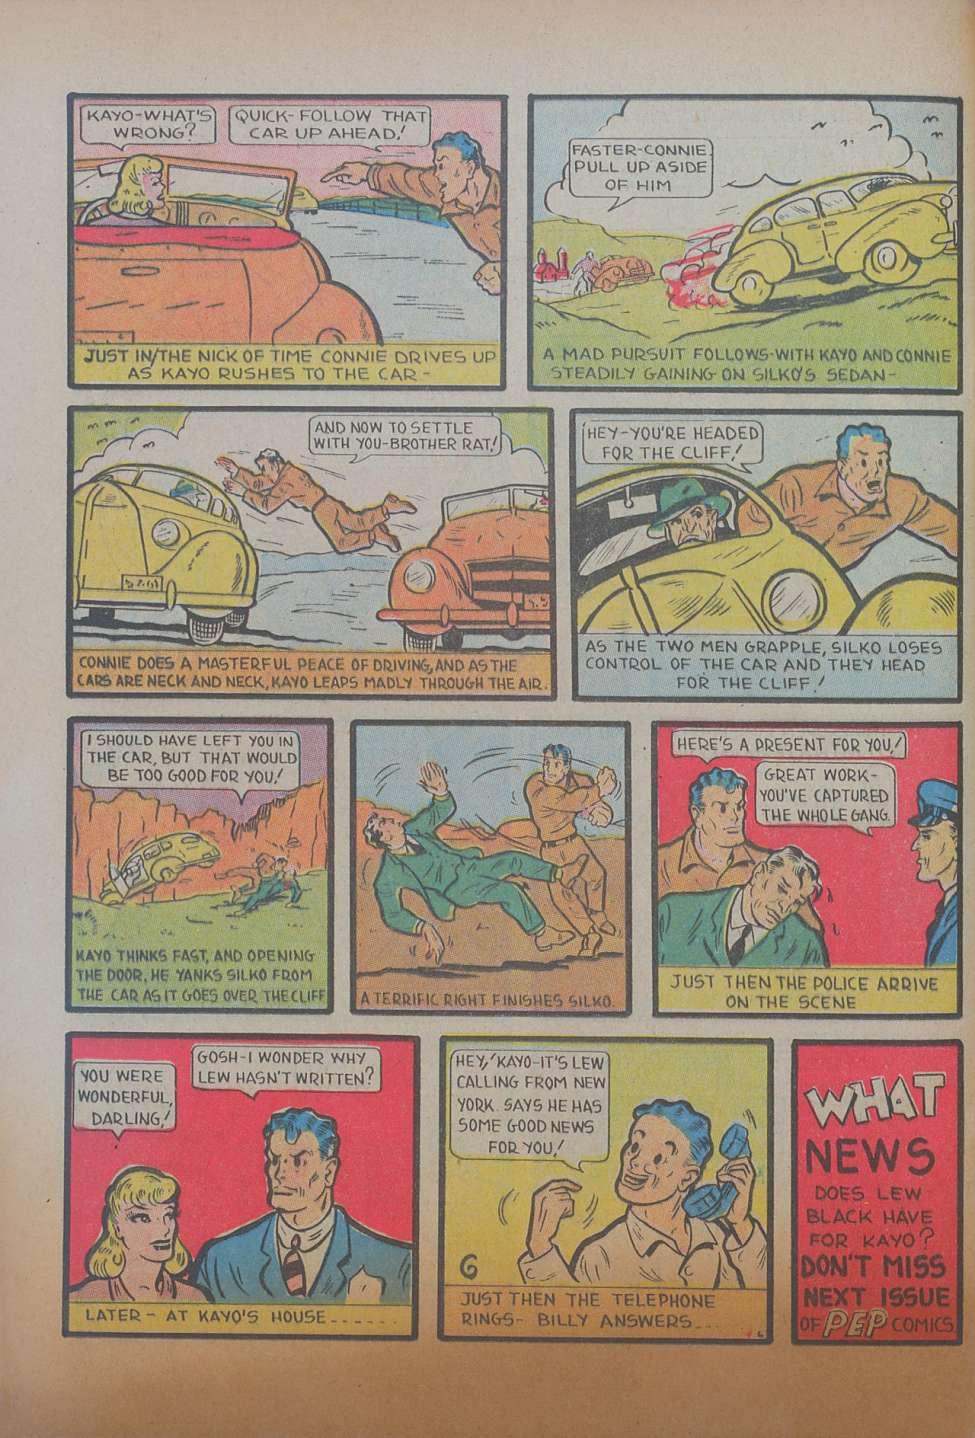 KAYO-WHAT'S
WRONG?
QUICK-FOLLOW THAT
CAR UP AHEAD!
JUST IN THE NICK OF TIME CONNIE DRIVES UP
AS KAYO RUSHES TO THE CAR-
FASTER-CONNIE
PULL UP ASIDE
OF HIM
A MAD PURSUIT FOLLOWS-WITH KAYO AND CONNIE
STEADILY GAINING ON SILKO'S SEDAN-
AND NOW TO SETTLE
WITH YOU-BROTHER RAT!
CONNIE DOES A MASTERFUL PEACE OF DRIVING, AND AS THE
CARS ARE NECK AND NECK, KAYO LEAPS MADLY THROUGH THE AIR.
HEY-YOU'RE HEADED
FOR THE CLIFF!
AS THE TWO MEN GRAPPLE, SILKO LOSES
CONTROL OF THE CAR AND THEY HEAD
FOR THE CLIFF!
I SHOULD HAVE LEFT YOU IN
THE CAR, BUT THAT WOULD
BE TOO GOOD FOR YOU!
KAYO THINKS FAST, AND OPENING
THE DOOR, HE YANKS SILKO FROM
THE CAR AS IT GOES OVER THE CLIFF
A TERRIFIC RIGHT FINISHES SILKO.
HERE'S A PRESENT FOR YOU!
GREAT WORK-
YOU'VE CAPTURED
THE WHOLE GANG.
JUST THEN THE POLICE ARRIVE
ON THE SCENE
YOU WERE
WONDERFUL,
DARLING!
GOSH-I WONDER WHY
LEW HASN'T WRITTEN?
LATER- AT KAYO'S HOUSE......
HEY! KAYO-IT'S LEW
CALLING FROM NEW
YORK. SAYS HE HAS
SOME GOOD NEWS
FOR YOU!
6
JUST THEN THE TELEPHONE
RINGS- BILLY ANSWERS...
WHAT
NEWS
DOES LEW
BLACK HAVE
FOR KAYO?
DON'T MISS
NEXT ISSUE
OF PEP COMICS.